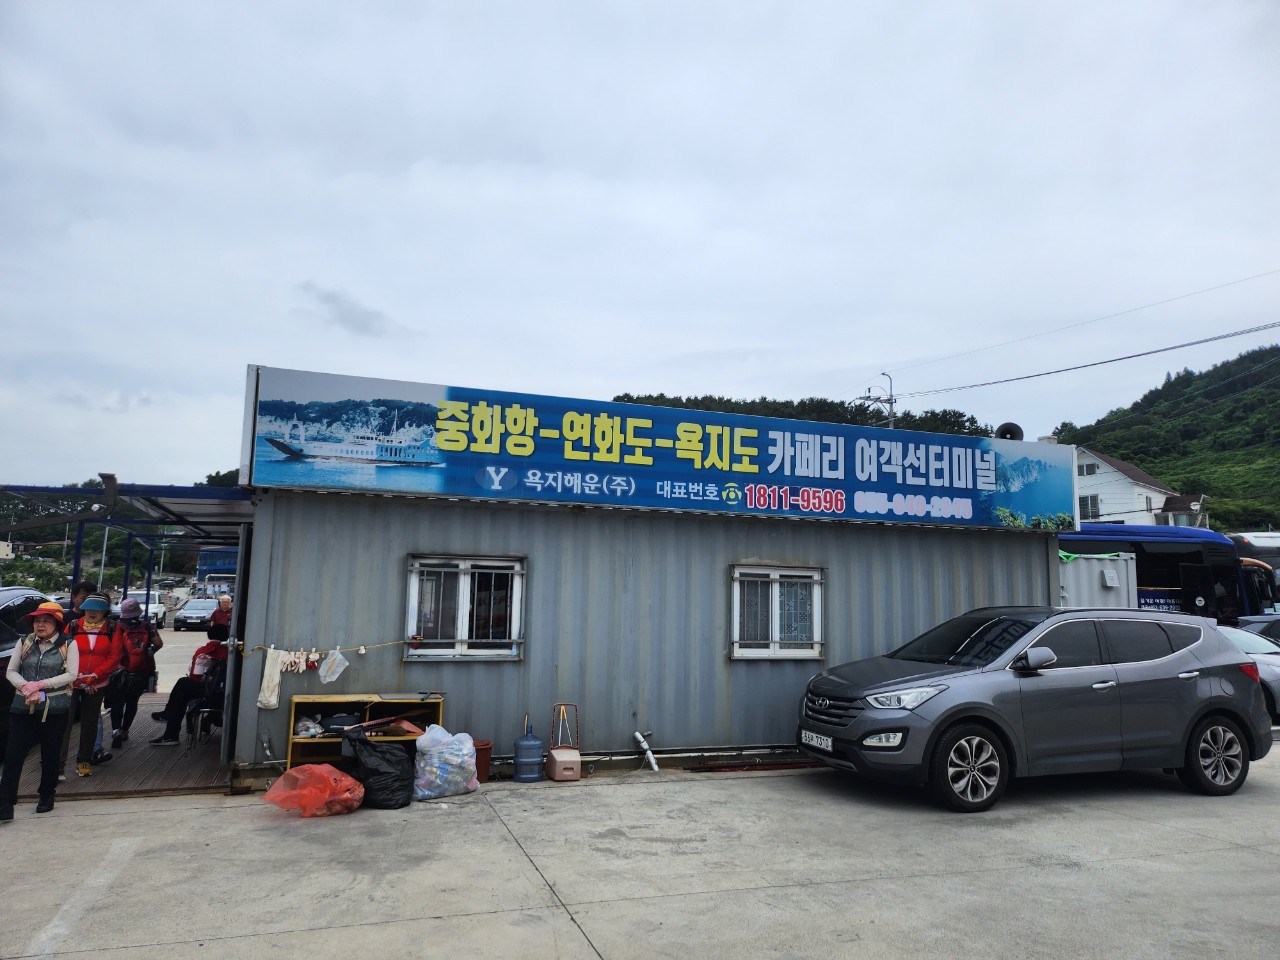 중화항-연화도-욕지도 카페리 여객선터미널
Y 욕지해운(주) 대표번호 1811-9596